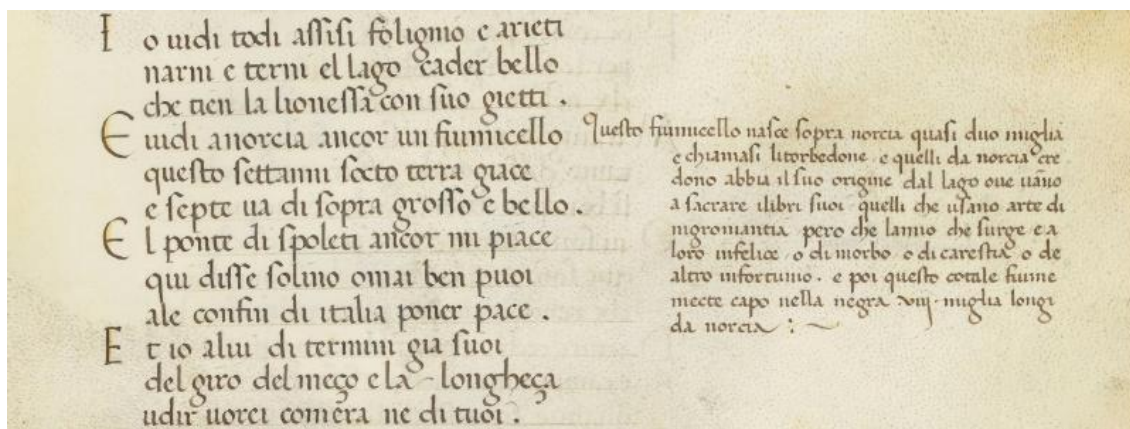 I o uidi todi assisi folignio e arieti
narni e terni el lago cader bello
che tien la lionessa con suo gietti .
E uidi anorcia ancor un fiumicello
questo settanni socto terra giace
e septe ua di sopra grosso e bello .
E l ponte di spoleti ancor mi piace
qui disse solino omai ben puoi
ale confin di italia poner pace .
E t io alui di termini gia suoi
del giro del meço e la longheça
udir uorei comera ne di tuoi .
Questo fiumicello nasce sopra norcia quasi duo miglia
e chiamasi litorbedone e quelli da norcia cre
dono abbia il suo origine dal lago oue uāno
a sacrare ilibri suoi quelli che usano arte di
nigromantia pero che lanno che surge e a
loro infelice o di morbo o di carestia o de
altro infortunio . e poi questo cotale fiume
mecte capo nella negra viij . miglia longi
da norcia :~